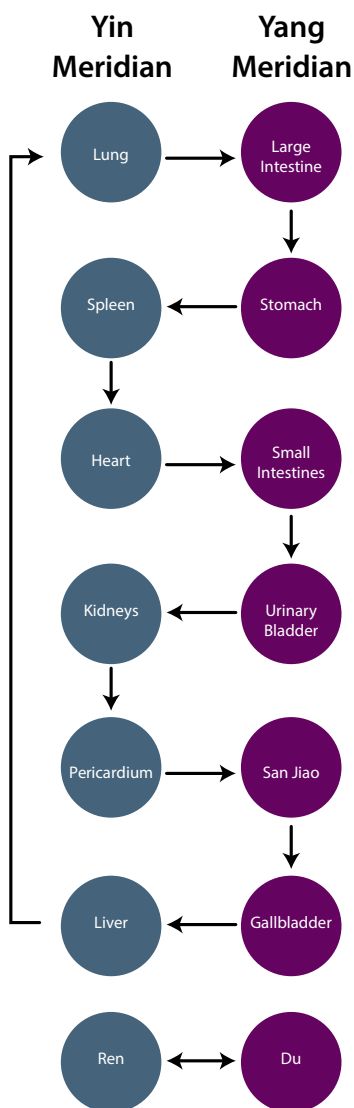 Yin
Meridian
Yang
Meridian
Lung
Large
Intestine
Spleen
Stomach
Heart
Small
Intestines
Kidneys
Urinary
Bladder
Pericardium
San Jiao
Liver
Gallbladder
Ren
Du